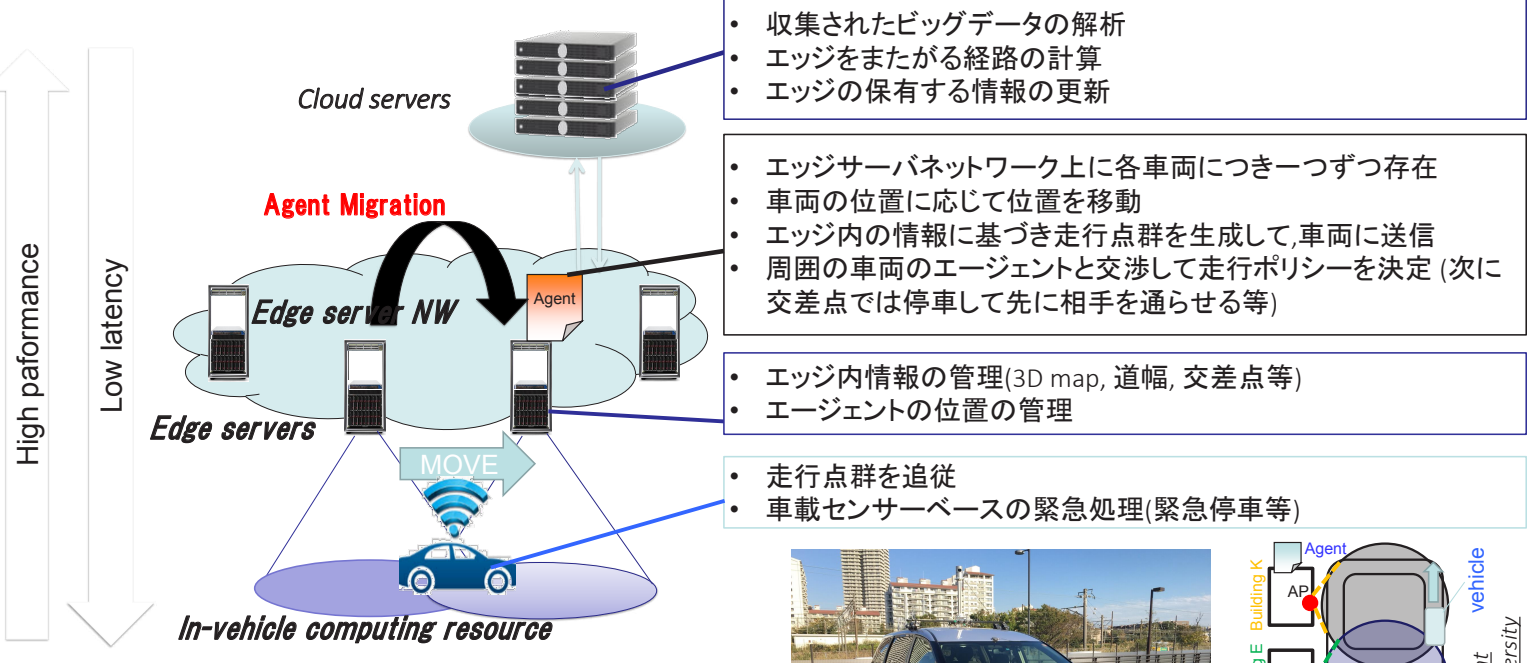 High paformance
Low latency
Cloud servers
Agent Migration
Edge server NW
Agent
Edge servers
MOVE
In-vehicle computing resource
• 収集されたビッグデータの解析
• エッジをまたがる経路の計算
• エッジの保有する情報の更新
• エッジサーバネットワーク上に各車両につき一つずつ存在
• 車両の位置に応じて位置を移動
• エッジ内の情報に基づき走行点群を生成して,車両に送信
• 周囲の車両のエージェントと交渉して走行ポリシーを決定 (次に
交差点では停車して先に相手を通らせる等)
• エッジ内情報の管理(3D map, 道幅, 交差点等)
• エージェントの位置の管理
• 走行点群を追従
• 車載センサーベースの緊急処理(緊急停車等)
Agent
AP
Building K
vehicle